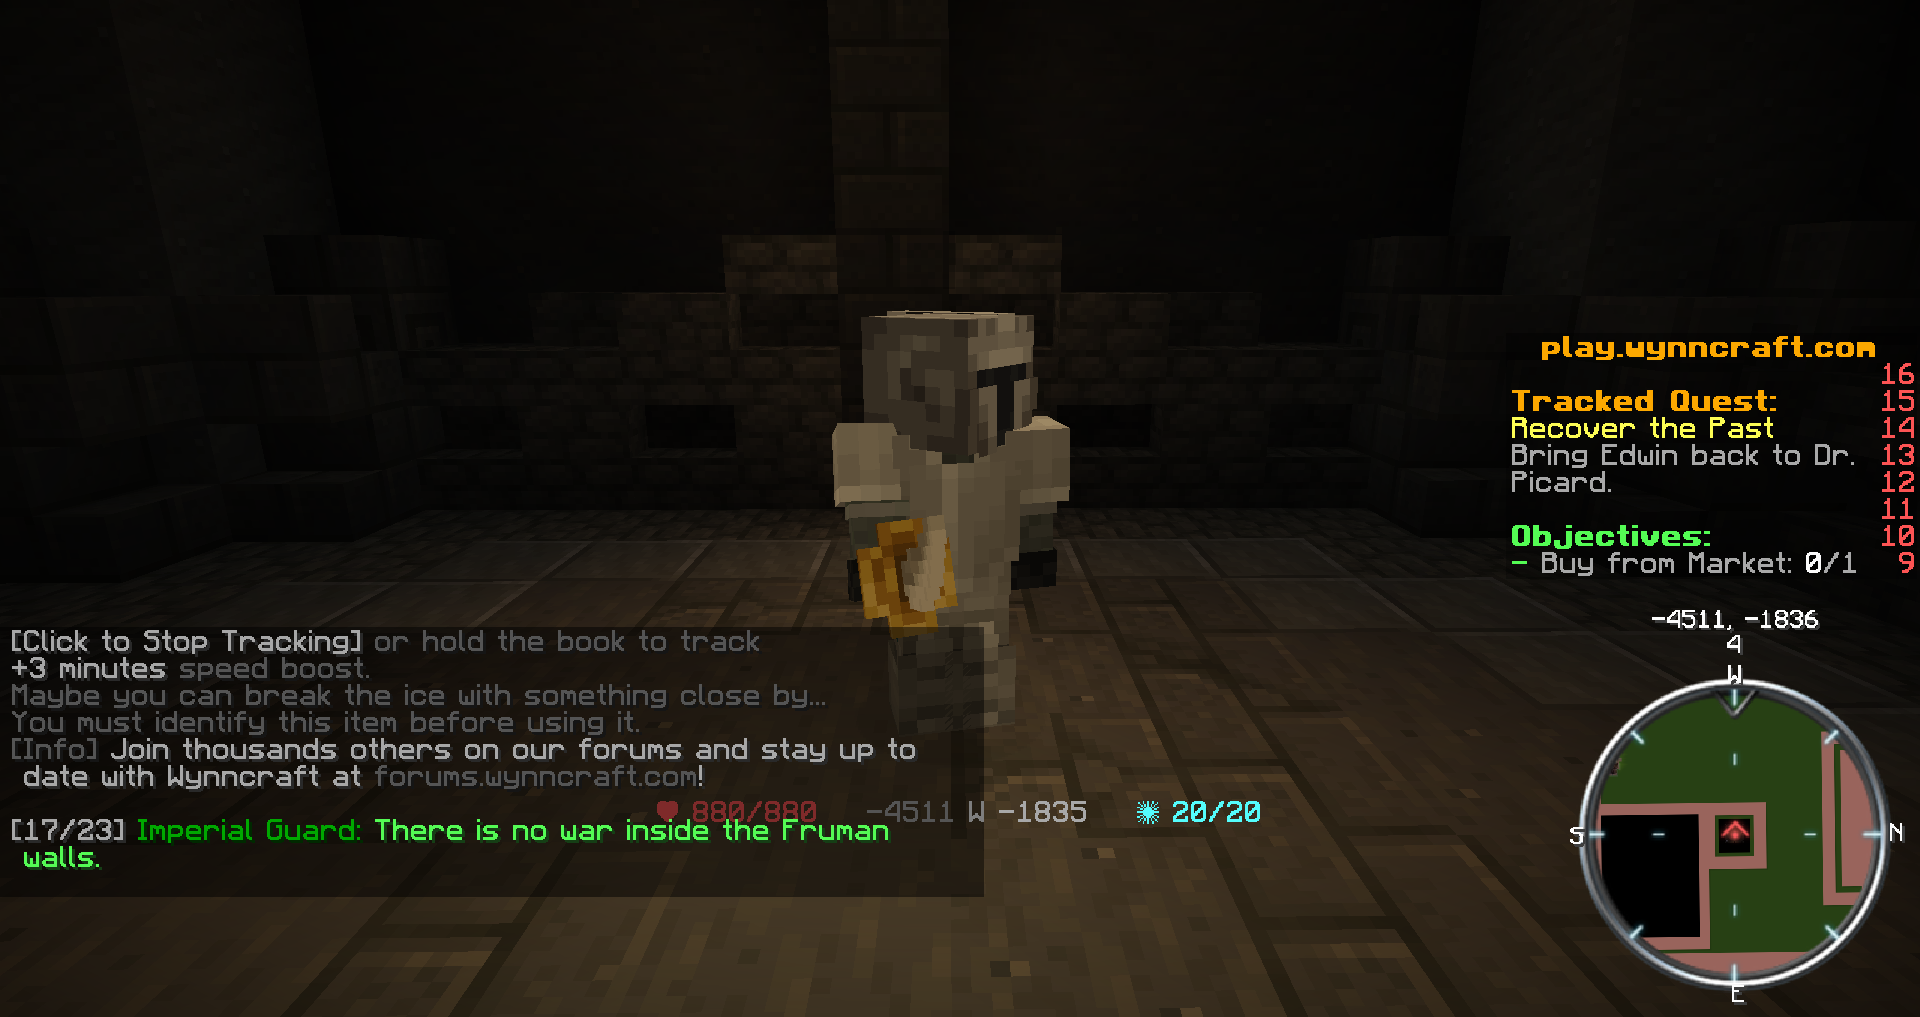 play.wynncraft.com
16
Tracked Quest: 15
Recover the Past 14
Bring Edwin back to Dr. 13
Picard. 12
11
Objectives: 10
- Buy from Market: 0/1 9
-4511, -1836
4
W
S
N
E
[Click to Stop Tracking] or hold the book to track
+3 minutes speed boost.
Maybe you can break the ice with something close by...
You must identify this item before using it.
[Info] Join thousands others on our forums and stay up to
date with Wynncraft at forums.wynncraft.com!
880/880 -4511 W -1835 20/20
[17/23] Imperial Guard: There is no war inside the Fruman
walls.